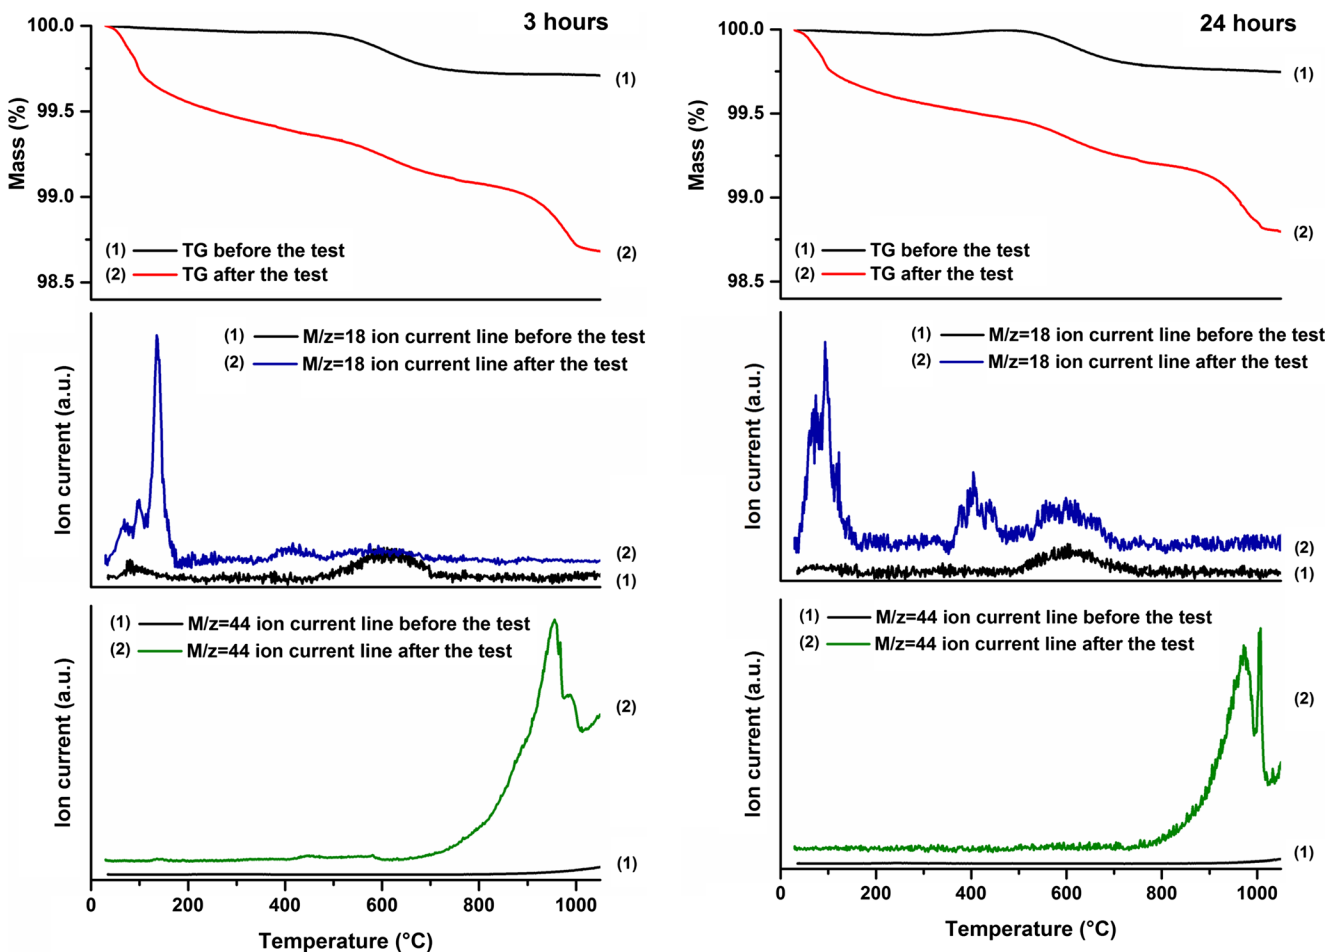 3 hours
100.0
99.5
99.0
98.5
Mass (%)
(1)
(2)
(1) TG before the test
(2) TG after the test
(1) M/z=18 ion current line before the test
(2) M/z=18 ion current line after the test
Ion current (a.u.)
(2)
(1)
(1) M/z=44 ion current line before the test
(2) M/z=44 ion current line after the test
Ion current (a.u.)
(2)
(1)
0 200 400 600 800 1000
Temperature (°C)
24 hours
100.0
99.5
99.0
98.5
Mass (%)
(1)
(2)
(1) TG before the test
(2) TG after the test
(1) M/z=18 ion current line before the test
(2) M/z=18 ion current line after the test
Ion current (a.u.)
(2)
(1)
(1) M/z=44 ion current line before the test
(2) M/z=44 ion current line after the test
Ion current (a.u.)
(2)
(1)
0 200 400 600 800 1000
Temperature (°C)